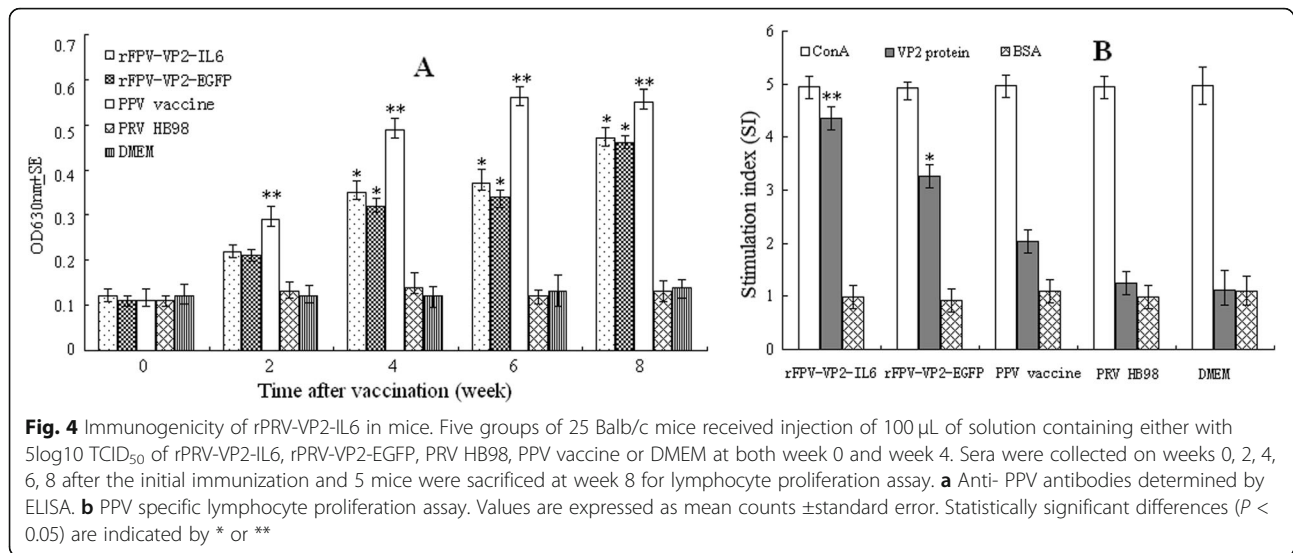 A
0.7
0.6
0.5
0.4
0.3
0.2
0.1
0
OD630nm±SE
rFPV-VP2-IL6
rFPV-VP2-EGFP
PPV vaccine
PRV HB98
DMEM
**
* * **
* * **
* * **
0 2 4 6 8
Time after vaccination (week)
B
ConA VP2 protein BSA
6
5
4
3
2
1
0
Stimulation index (SI)
**
*
rFPV-VP2-IL6 rFPV-VP2-EGFP PPV vaccine PRV HB98 DMEM
Fig. 4 Immunogenicity of rPRV-VP2-IL6 in mice. Five groups of 25 Balb/c mice received injection of 100 μL of solution containing either with
5log10 TCID50 of rPRV-VP2-IL6, rPRV-VP2-EGFP, PRV HB98, PPV vaccine or DMEM at both week 0 and week 4. Sera were collected on weeks 0, 2, 4,
6, 8 after the initial immunization and 5 mice were sacrificed at week 8 for lymphocyte proliferation assay. a Anti- PPV antibodies determined by
ELISA. b PPV specific lymphocyte proliferation assay. Values are expressed as mean counts ±standard error. Statistically significant differences (P <
0.05) are indicated by * or **